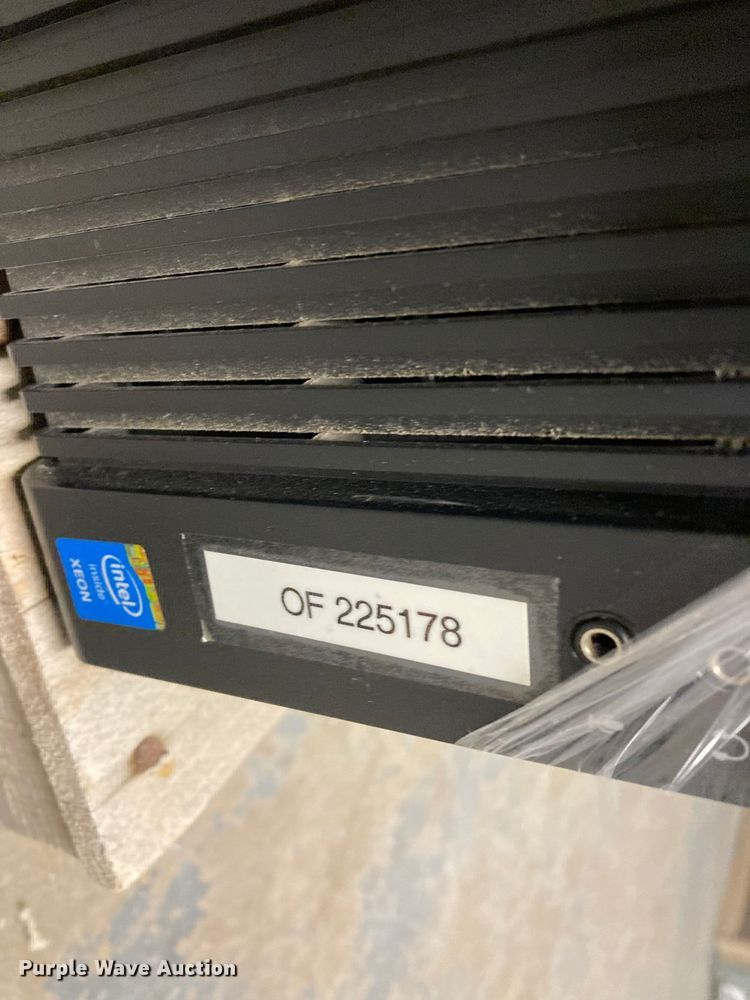 intel
inside
XEON
OF 225178
Purple Wave Auction